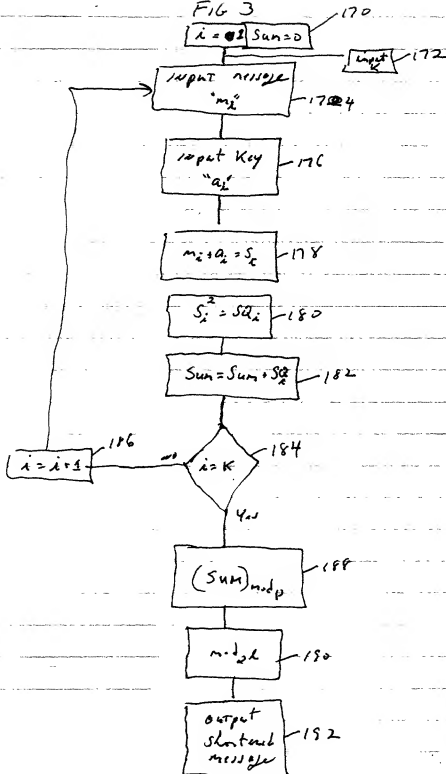 FIG 3
170
i = 1 Sum=0
input K
172
input message
"mi"
174
input key
"ai"
176
mi+ai=Si
178
Si²=SQi
180
Sum=Sum+SQi
182
186
i=i+1
no
i=K
184
Yes
(Sum)mod p
188
mod 2l
190
output
shortened
message
192